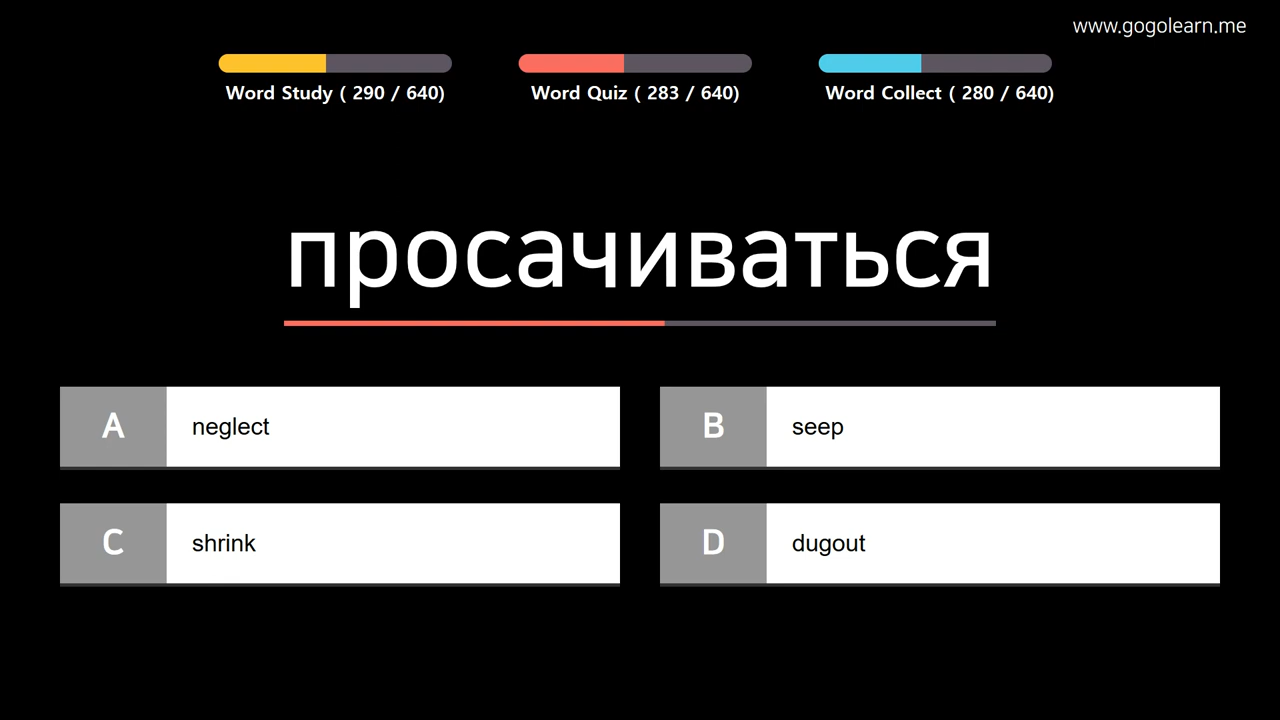 www.gogolearn.me
Word Study ( 290 / 640)
Word Quiz ( 283 / 640)
Word Collect ( 280 / 640)
просачиваться
A neglect
B seep
C shrink
D dugout